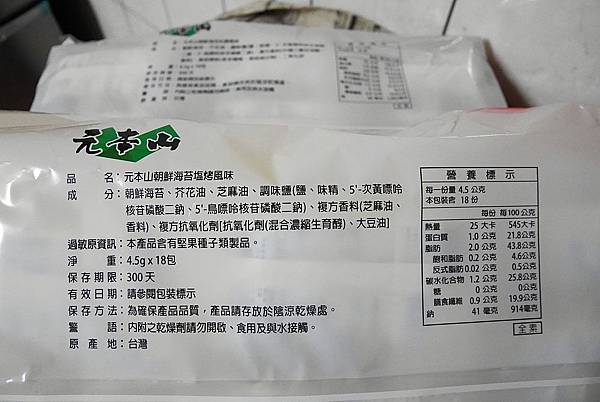 元本山
品 名：元本山朝鮮海苔塩烤風味
成 分：朝鮮海苔、芥花油、芝麻油、調味鹽(鹽、味精、5'-次黃嘌呤
核苷磷酸二鈉、5'-鳥嘌呤核苷磷酸二鈉)、複方香料(芝麻油、
香料)、複方抗氧化劑[抗氧化劑(混合濃縮生育醇)、大豆油]
過敏原資訊：本產品含有堅果種子類製品。
淨 重：4.5g x 18包
保存期限：300 天
有效日期：請參閱包裝標示
保存方法：為確保產品品質，產品請存放於陰涼乾燥處。
警 語：內附之乾燥劑請勿開啟、食用及與水接觸。
原 產 地：台灣
營養標示
每一份量 4.5 公克
本包裝含 18 份
每份 每100公克
熱量 25 大卡 545大卡
蛋白質 1.0 公克 21.8公克
脂肪 2.0 公克 43.8公克
飽和脂肪 0.2 公克 4.6公克
反式脂肪 0.02 公克 0.5公克
碳水化合物 1.2 公克 25.8公克
糖 0 公克 0公克
膳食纖維 0.9 公克 19.9公克
鈉 41 毫克 914毫克
全素